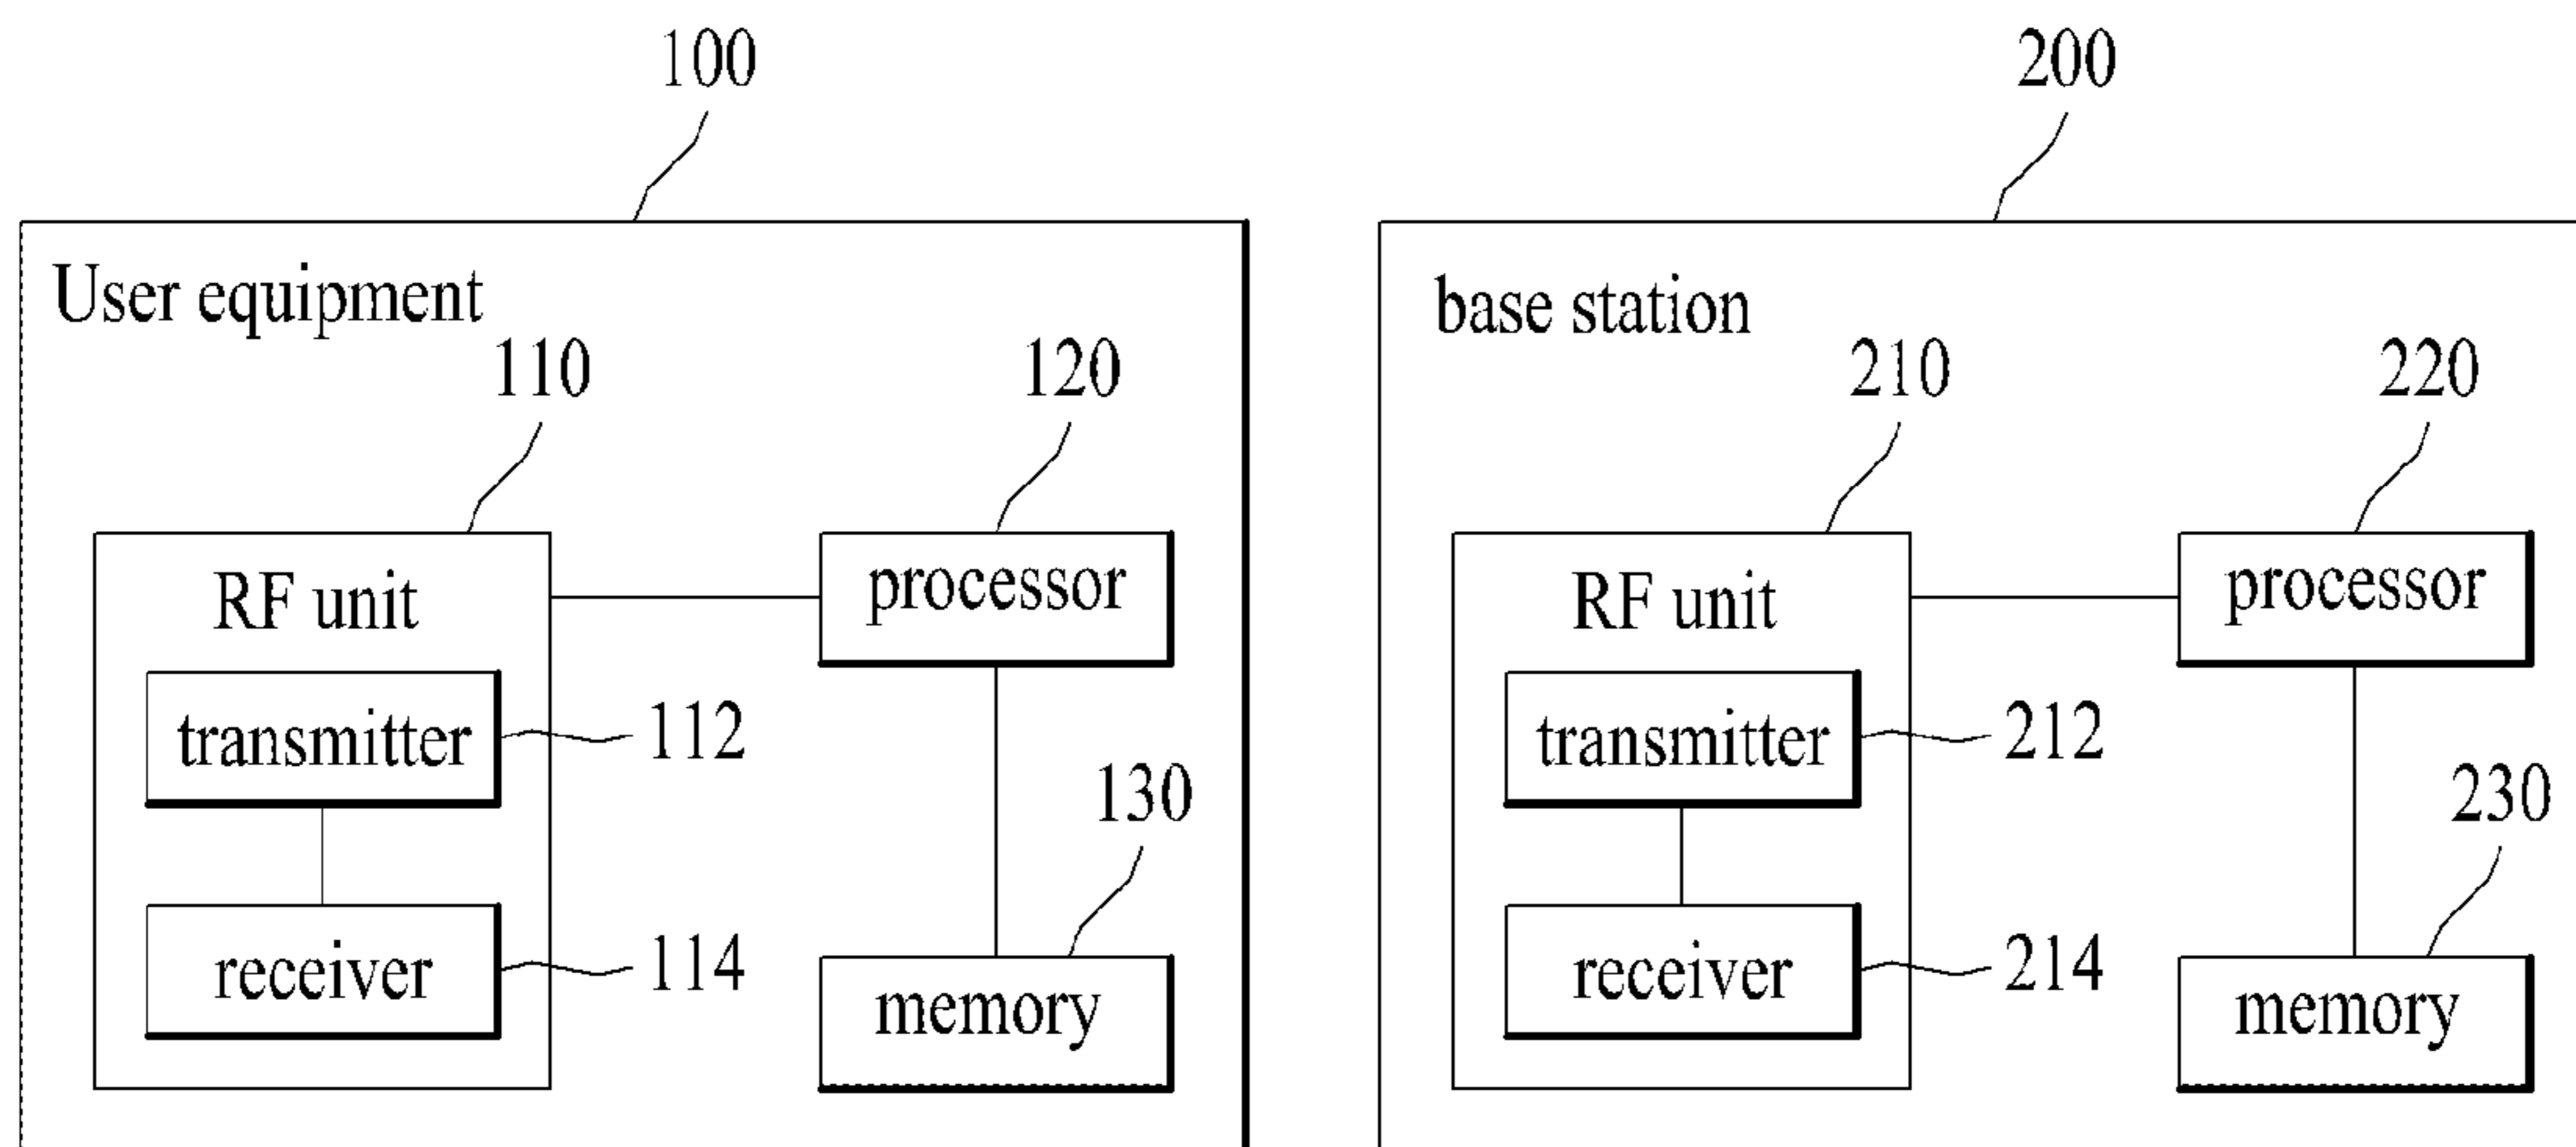 100
200
User equipment
base station
110
120
210
220
RF unit
processor
RF unit
processor
transmitter
112
transmitter
212
130
230
receiver
114
receiver
214
memory
memory